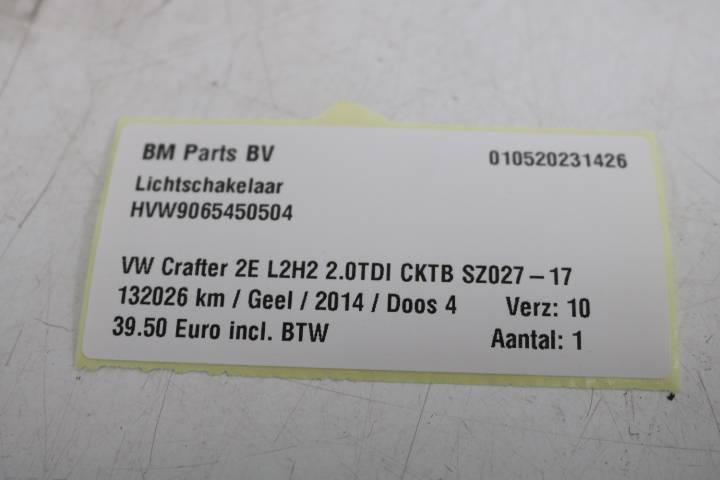 BM Parts BV 010520231426
Lichtschakelaar
HVW9065450504
VW Crafter 2E L2H2 2.0TDI CKTB SZ027-17
132026 km / Geel / 2014 / Doos 4 Verz: 10
39.50 Euro incl. BTW Aantal: 1